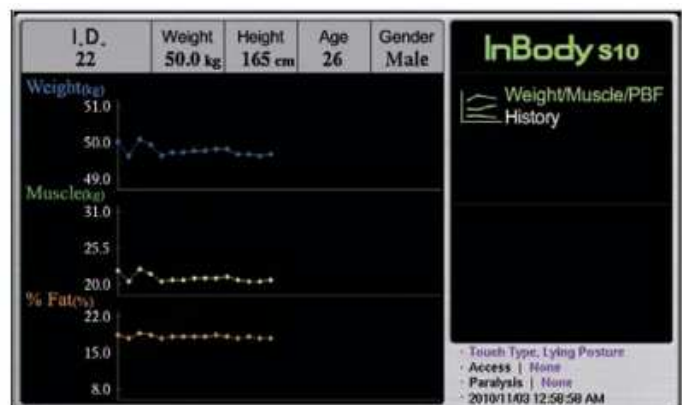 I.D. Weight Height Age Gender
22 50.0 kg 165 cm 26 Male
InBody S10
Weight/Muscle/PBF
History
Weight(kg)
51.0
50.0
49.0
Muscle(kg)
31.0
25.5
20.0
% Fat(%)
22.0
15.0
8.0
· Touch Type, Lying Posture
· Access | None
· Paralysis | None
· 2010/11/03 12:58:58 AM